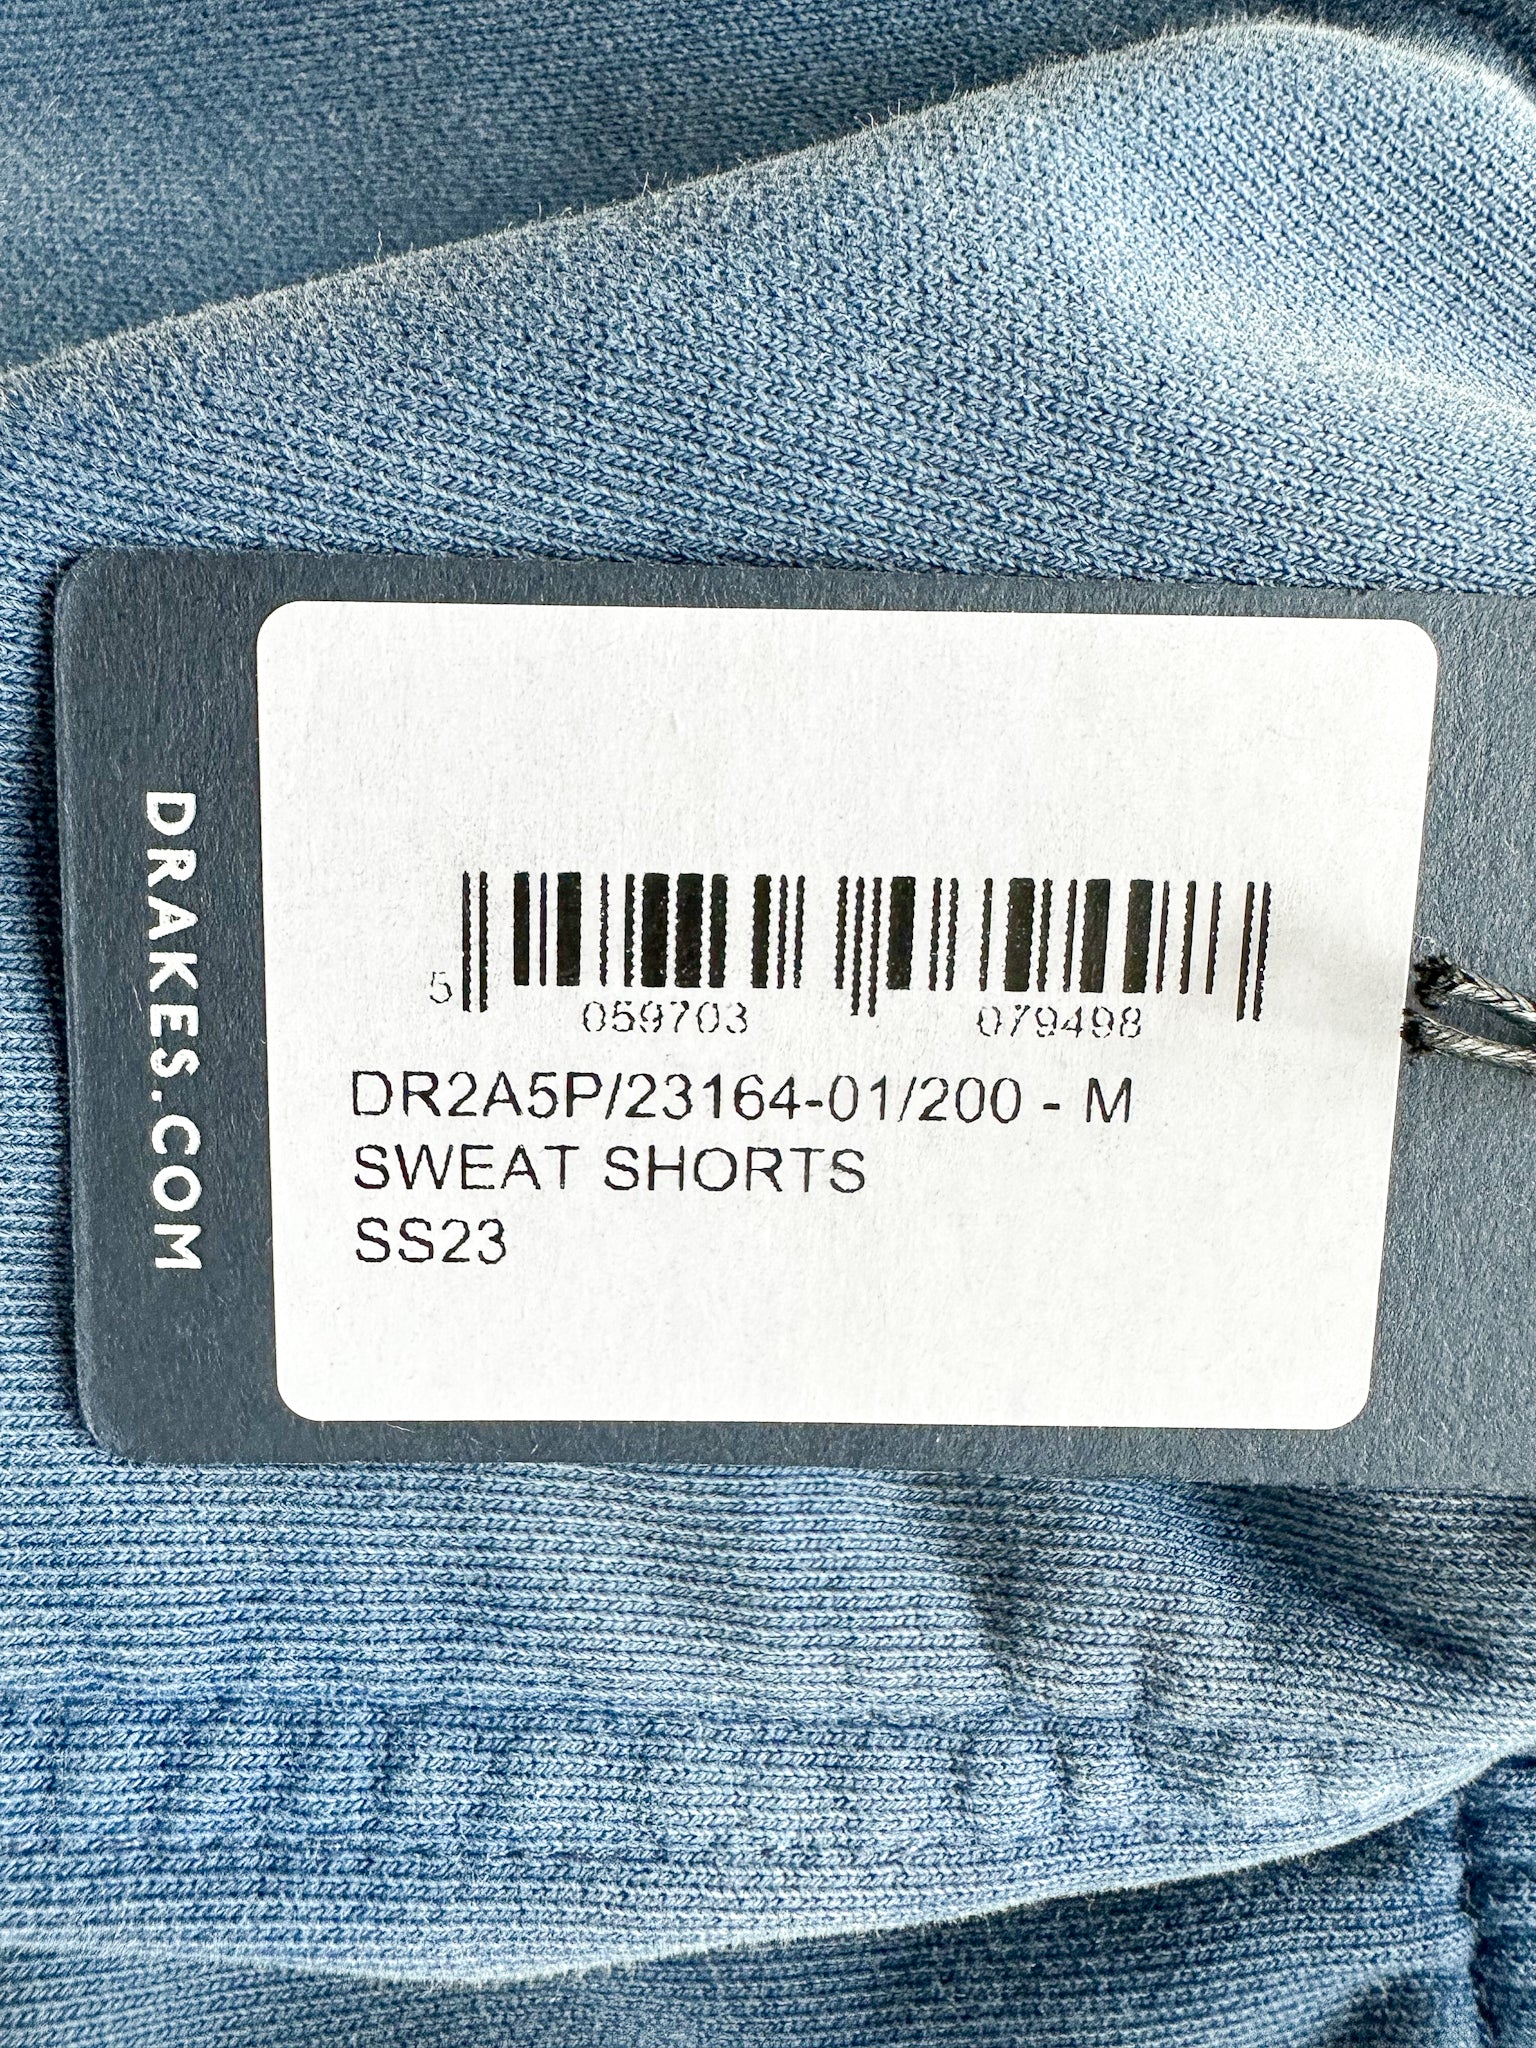 DRAKES.COM
5 059703 079498
DR2A5P/23164-01/200 - M
SWEAT SHORTS
SS23